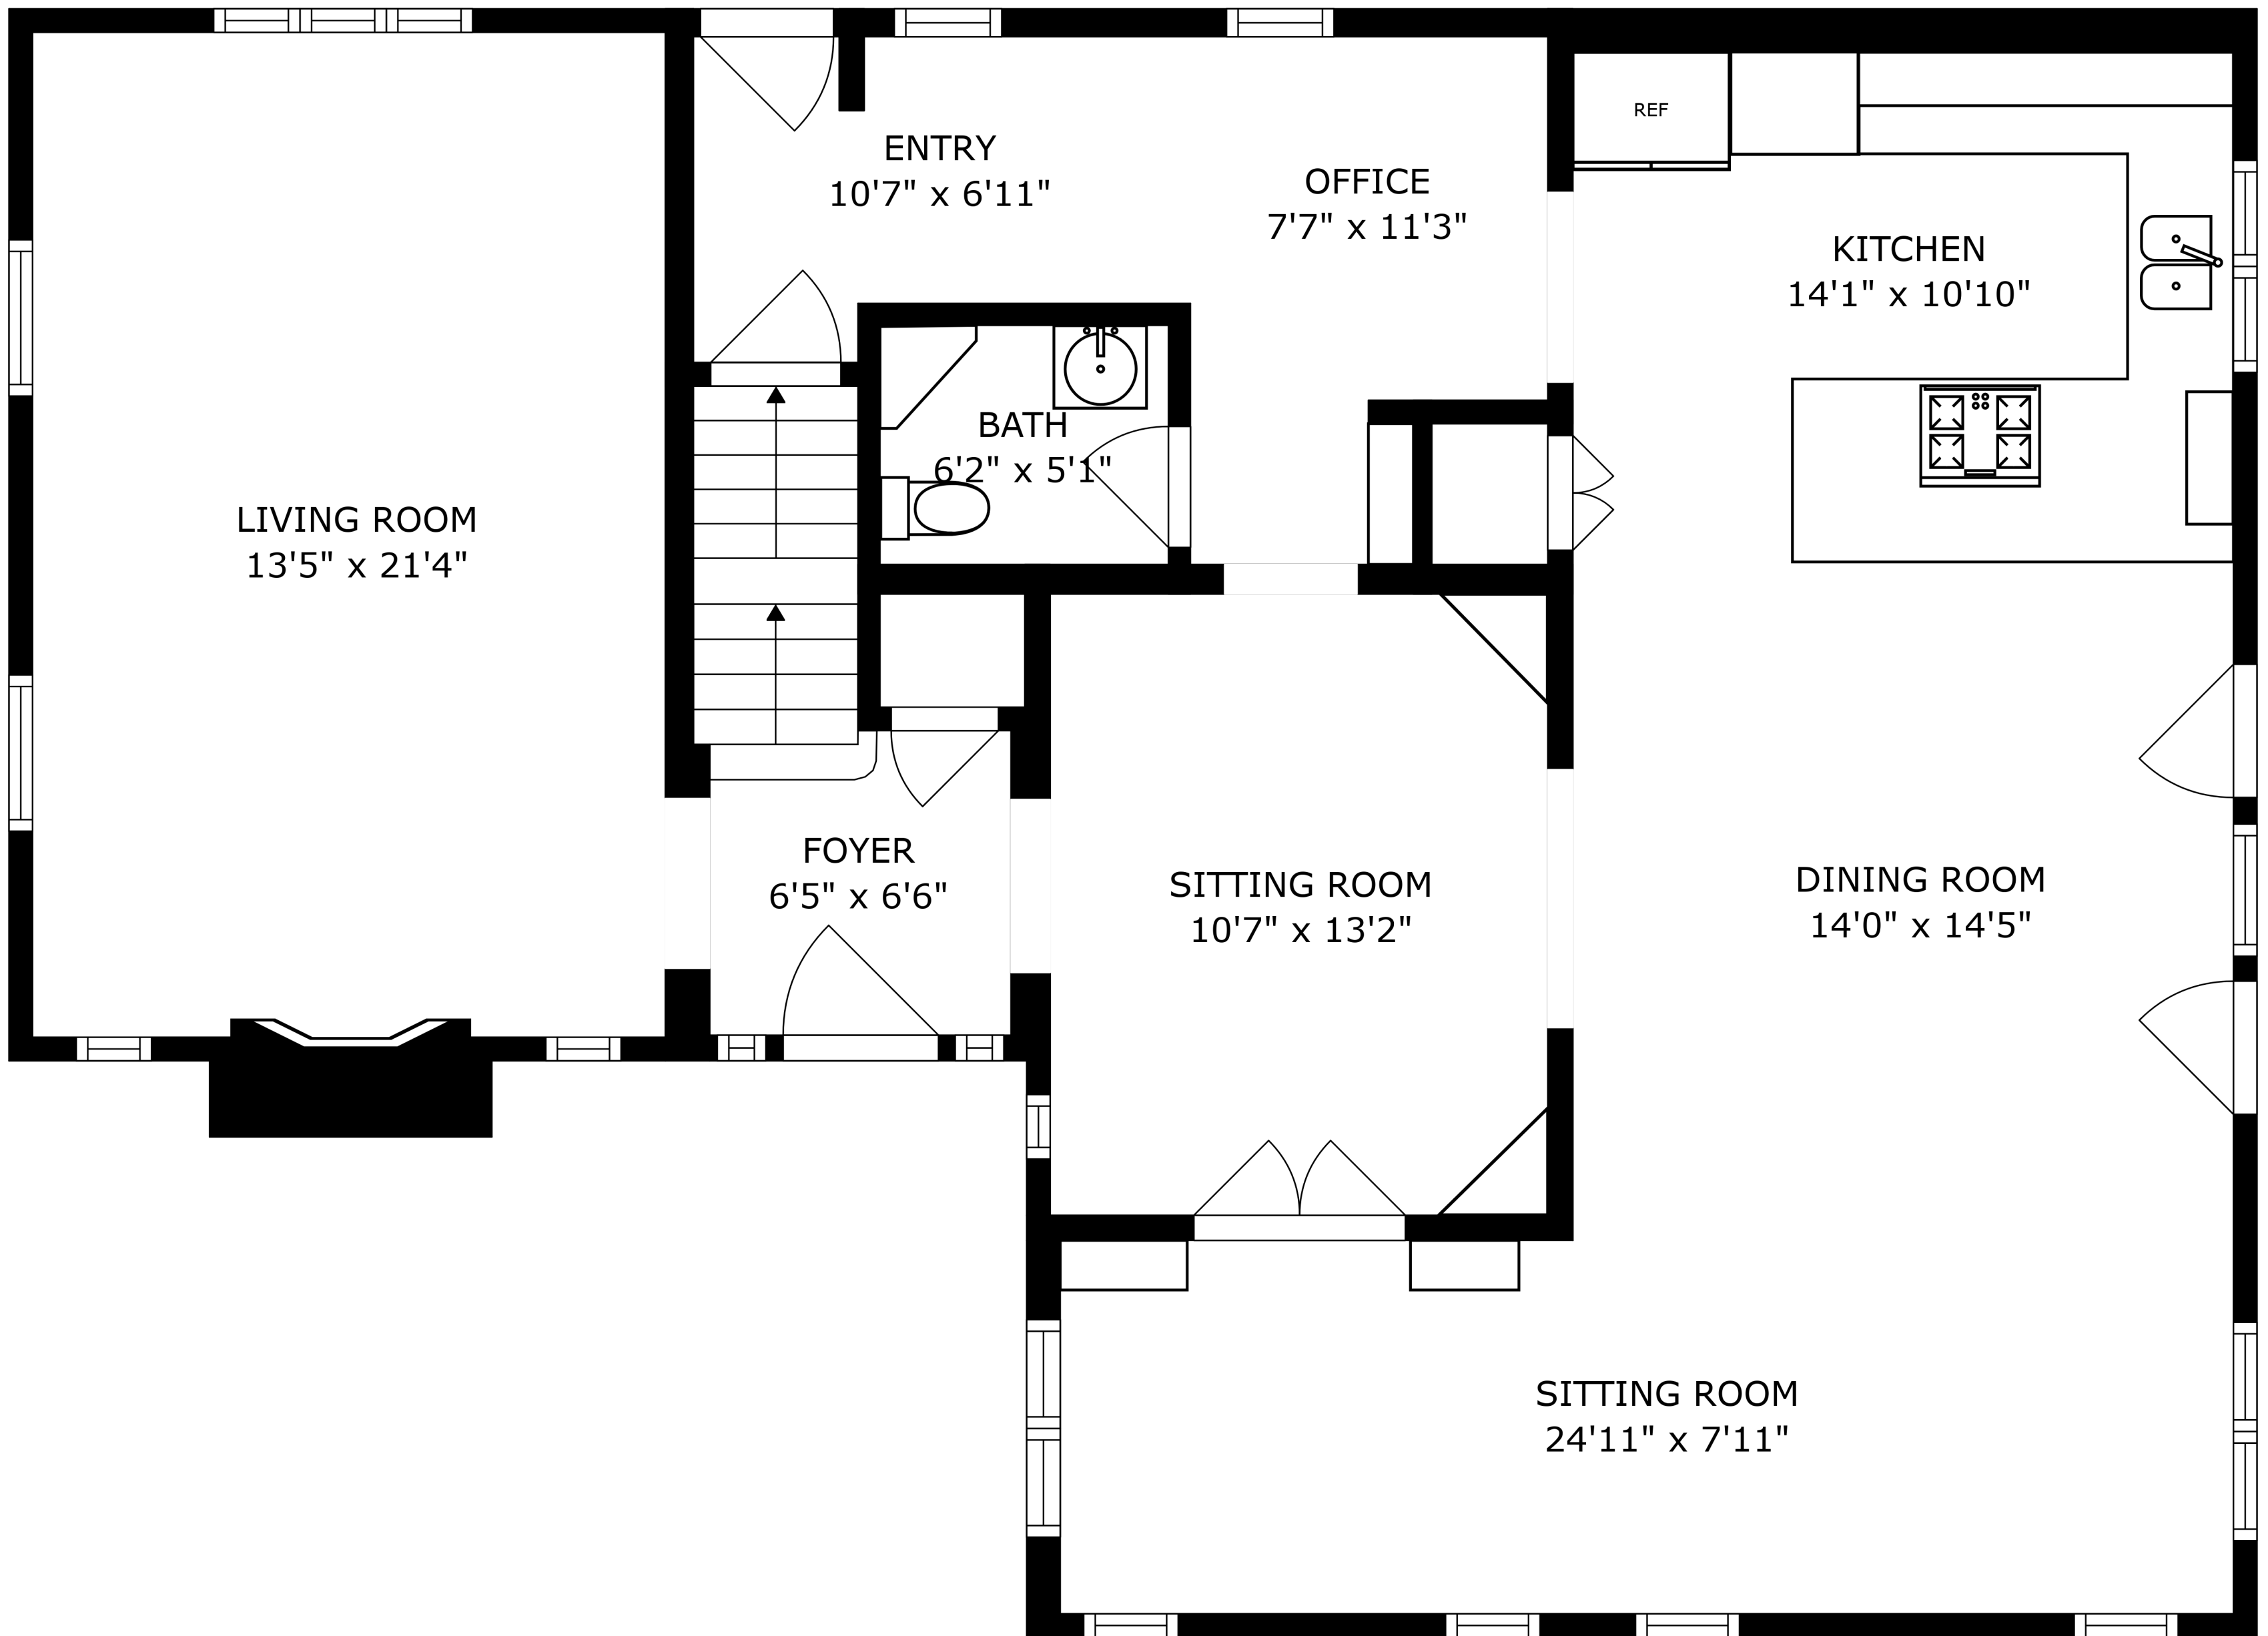 REF
ENTRY
10'7" x 6'11"
OFFICE
7'7" x 11'3"
KITCHEN
14'1" x 10'10"
BATH
6'2" x 5'1"
LIVING ROOM
13'5" x 21'4"
FOYER
6'5" x 6'6"
SITTING ROOM
10'7" x 13'2"
DINING ROOM
14'0" x 14'5"
SITTING ROOM
24'11" x 7'11"